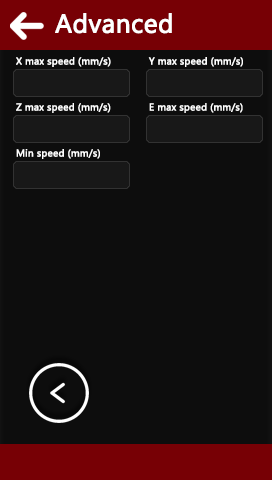 Advanced
X max speed (mm/s) Y max speed (mm/s)
Z max speed (mm/s) E max speed (mm/s)
Min speed (mm/s)